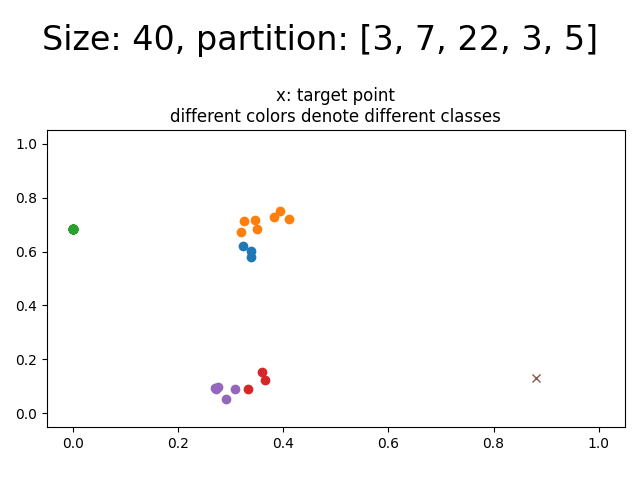 Size: 40, partition: [3, 7, 22, 3, 5]
x: target point
different colors denote different classes
1.0
0.8
0.6
0.4
0.2
0.0
0.0 0.2 0.4 0.6 0.8 1.0